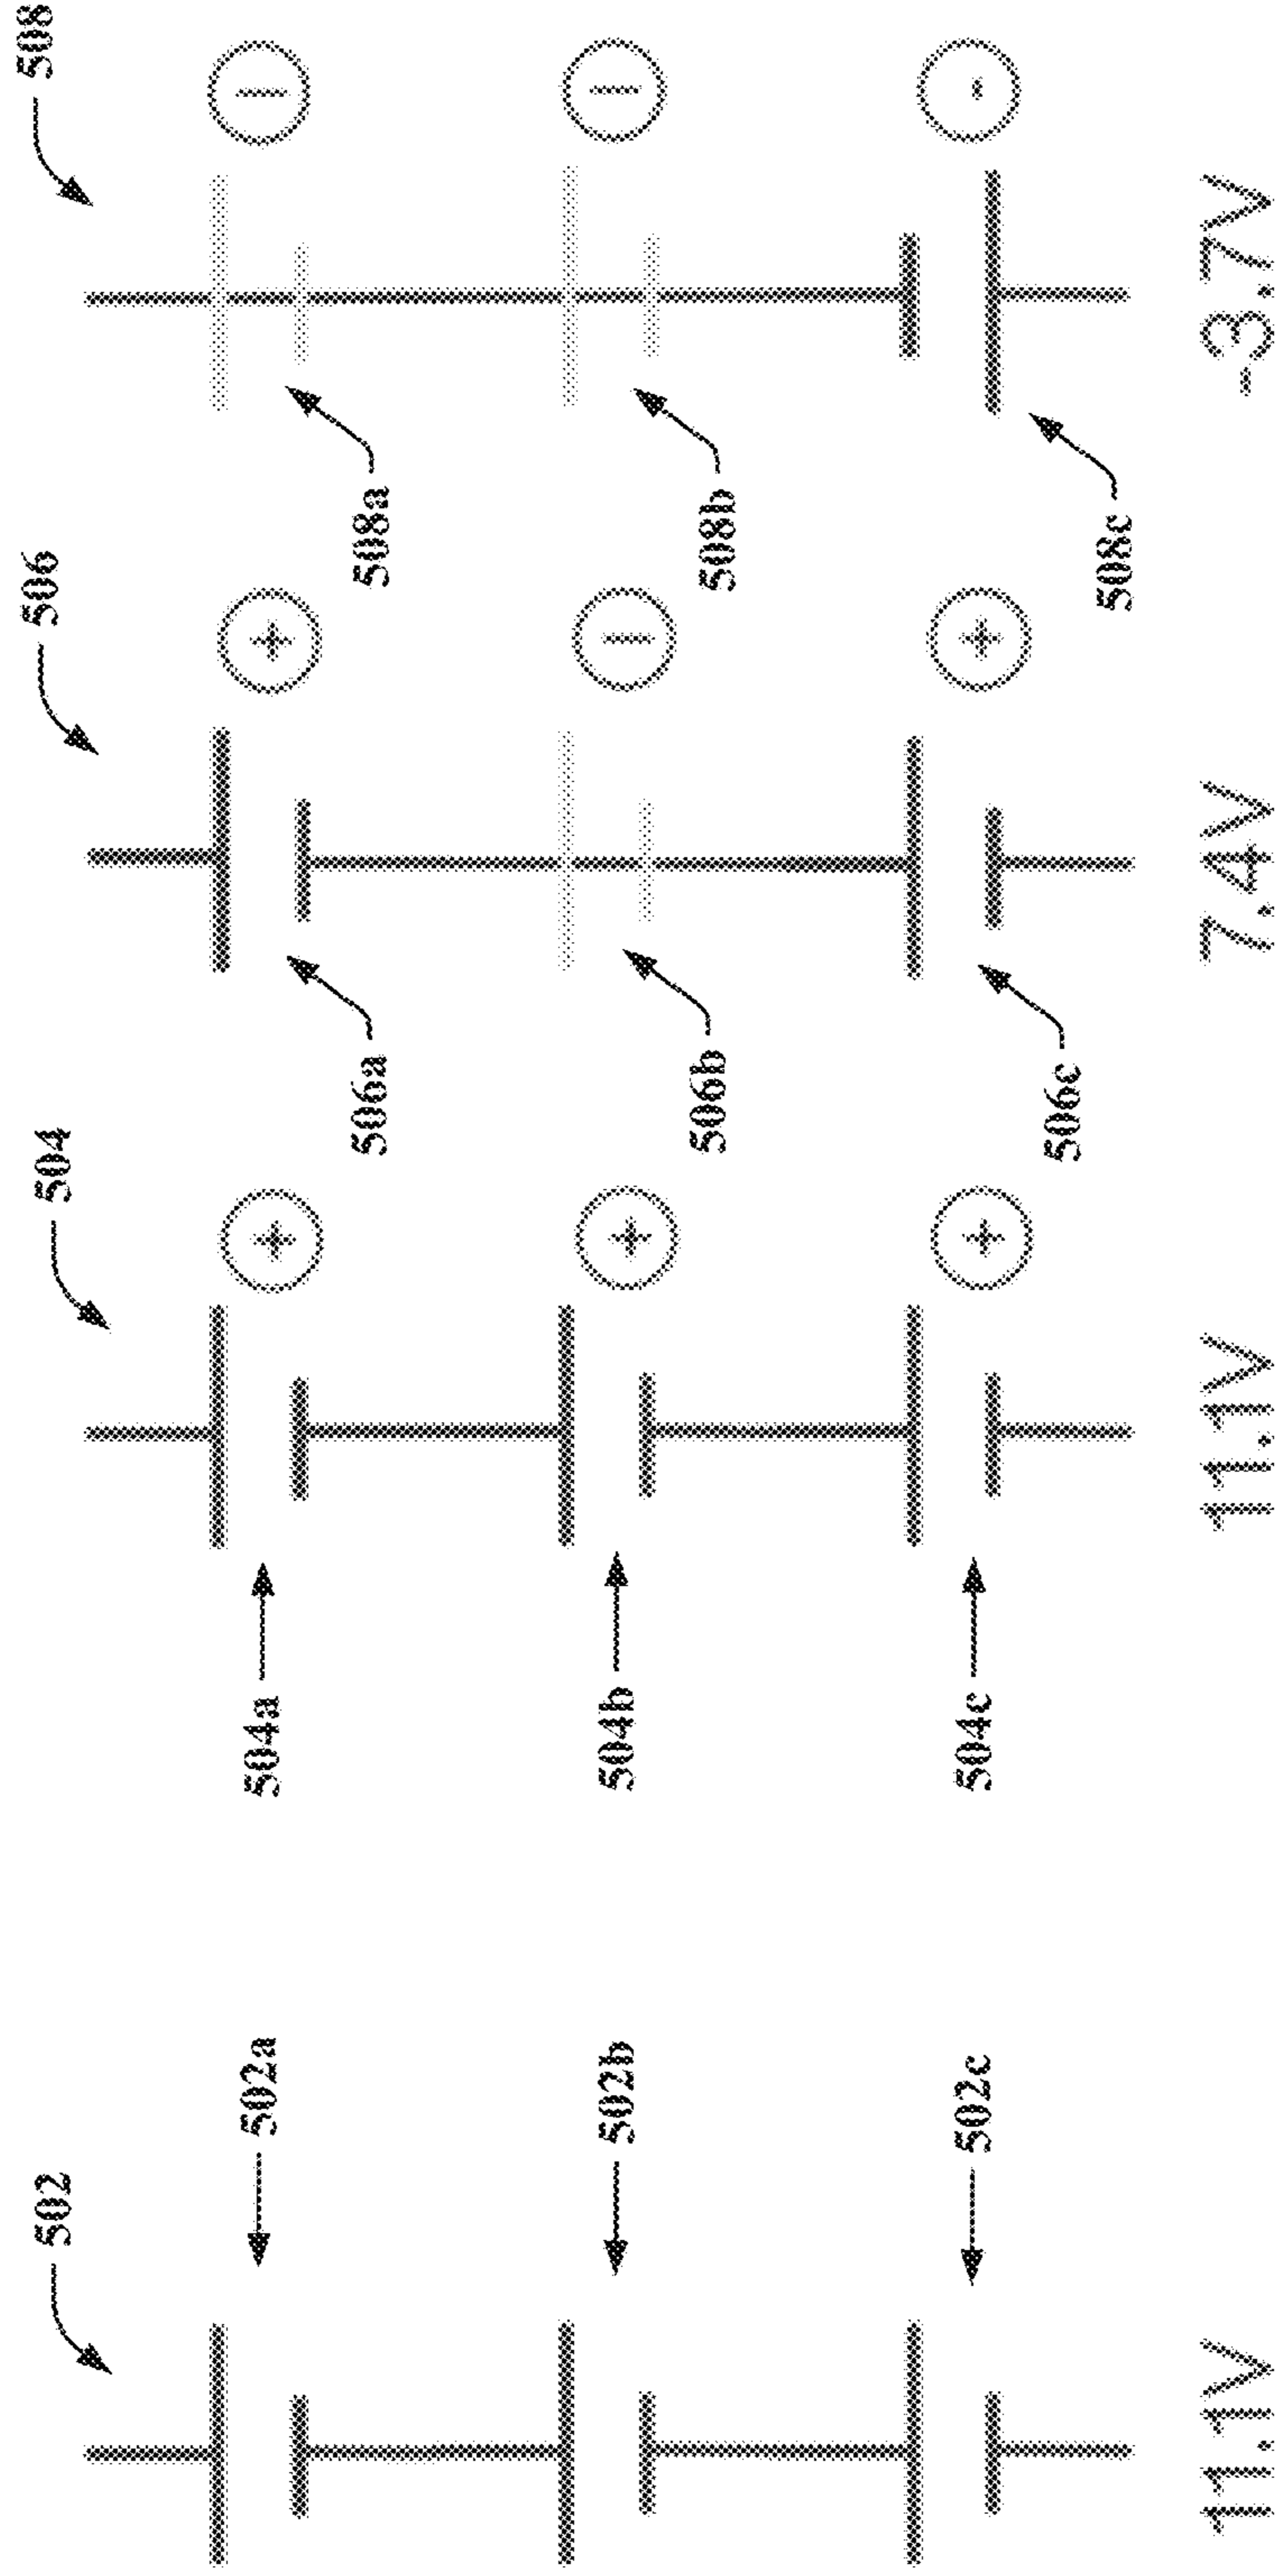 502
504
506
508
502a
504a
+
506a
+
508a
−
502b
504b
+
506b
−
508b
−
502c
504c
+
506c
+
508c
-
11.1V
11.1V
7.4V
-3.7V